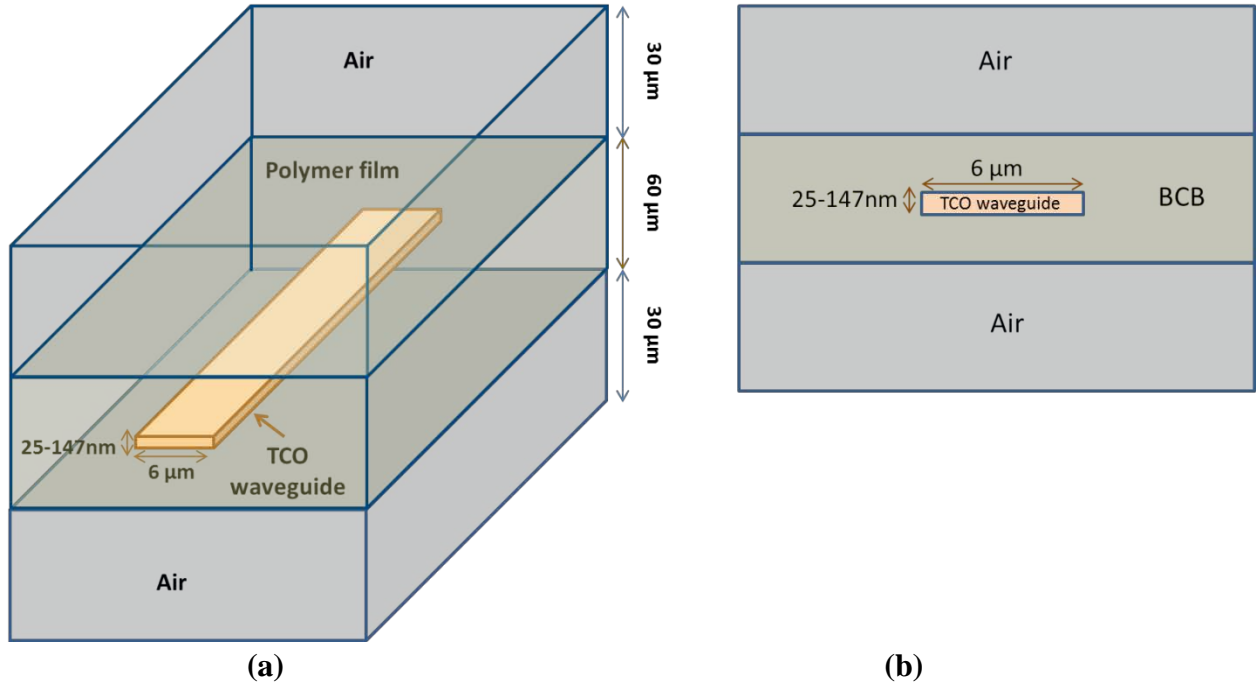 Air
30 µm
Polymer film
60 µm
30 µm
25-147nm
6 µm
TCO
waveguide
Air
(a)
Air
6 µm
25-147nm
TCO waveguide
BCB
Air
(b)